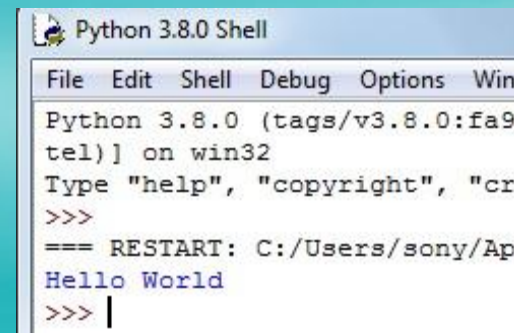 Python 3.8.0 Shell
File Edit Shell Debug Options Win
Python 3.8.0 (tags/v3.8.0:fa9
tel)] on win32
Type "help", "copyright", "cr
>>>
=== RESTART: C:/Users/sony/Ap
Hello World
>>>